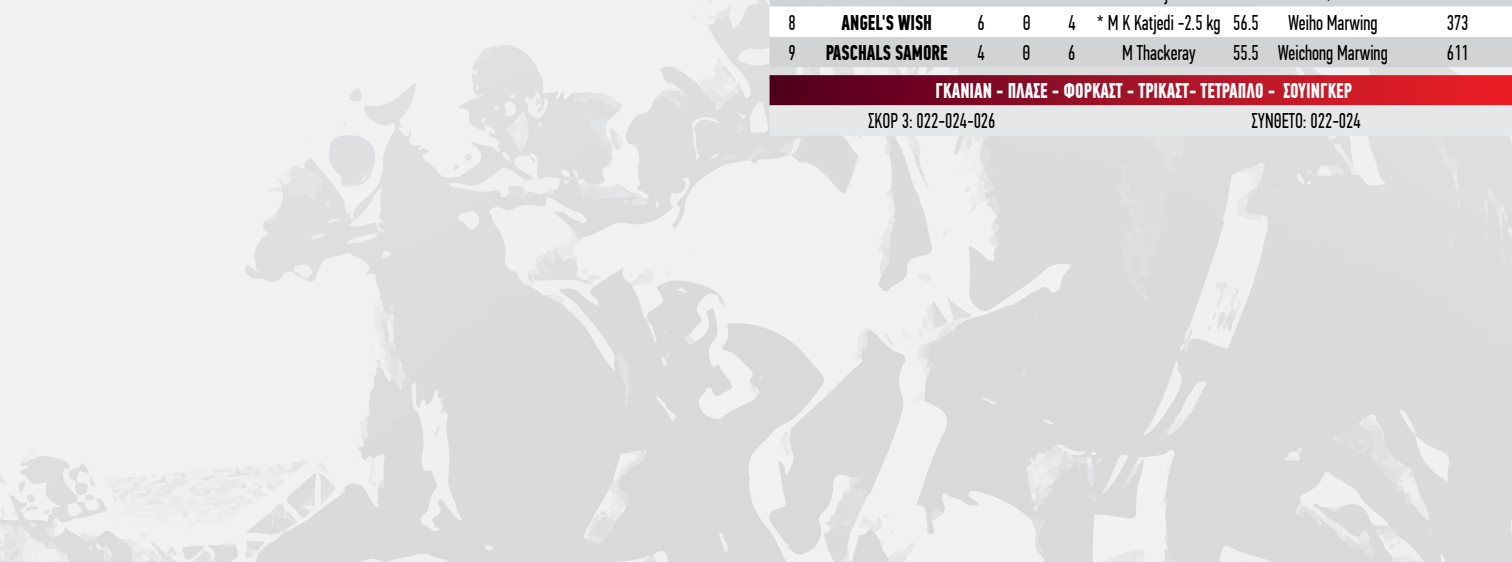 8 ANGEL'S WISH 6 θ 4 * M K Katjedi -2.5 kg 56.5 Weiho Marwing 373
9 PASCHALS SAMORE 4 θ 6 M Thackeray 55.5 Weichong Marwing 611
ΓΚΑΝΙΑΝ - ΠΛΑΣΕ - ΦΟΡΚΑΣΤ - ΤΡΙΚΑΣΤ- ΤΕΤΡΑΠΛΟ - ΣΟΥΙΝΓΚΕΡ
ΣΚΟΡ 3: 022-024-026 ΣΥΝΘΕΤΟ: 022-024